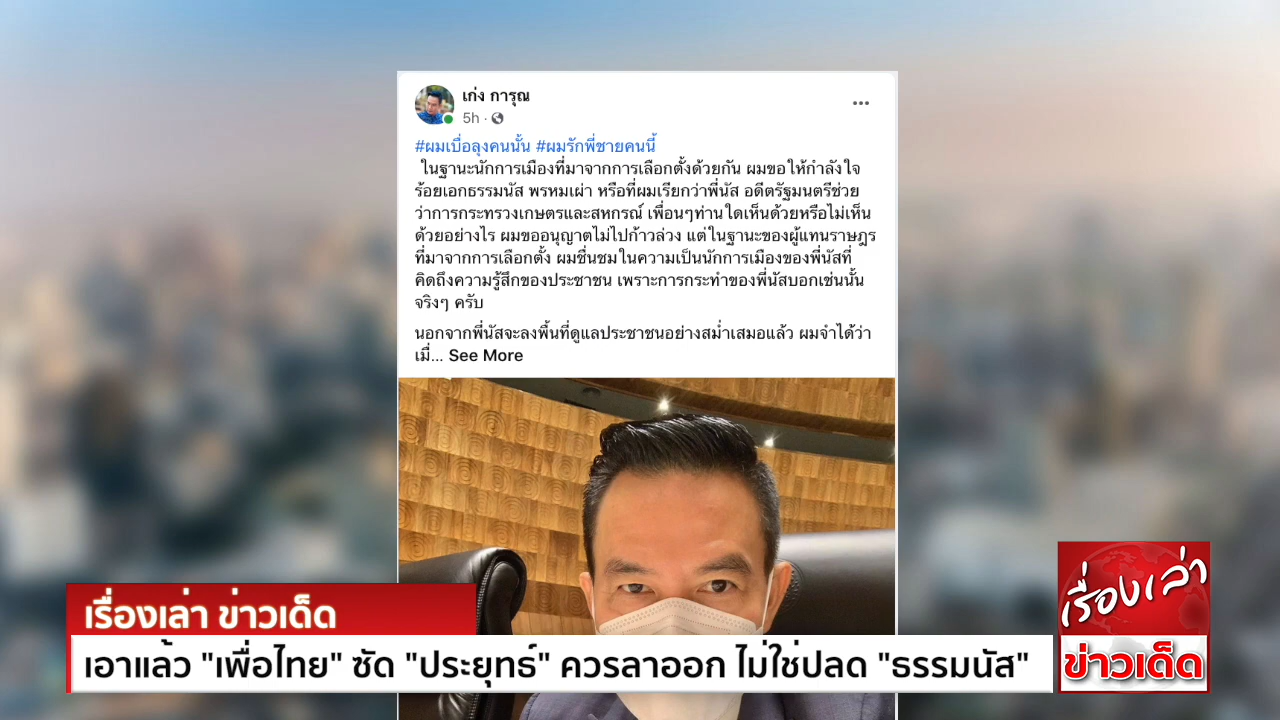 เก่ง การุณ
5h ·
#ผมเบื่อลุงคนนั้น #ผมรักพี่ชายคนนี้
ในฐานะนักการเมืองที่มาจากการเลือกตั้งด้วยกัน ผมขอให้กำลังใจ
ร้อยเอกธรรมนัส พรหมเผ่า หรือที่ผมเรียกว่าพี่นัส อดีตรัฐมนตรีช่วย
ว่าการกระทรวงเกษตรและสหกรณ์ เพื่อนๆท่านใดเห็นด้วยหรือไม่เห็น
ด้วยอย่างไร ผมขออนุญาตไม่ไปก้าวล่วง แต่ในฐานะของผู้แทนราษฎร
ที่มาจากการเลือกตั้ง ผมชื่นชมในความเป็นนักการเมืองของพี่นัสที่
คิดถึงความรู้สึกของประชาชน เพราะการกระทำของพี่นัสบอกเช่นนั้น
จริงๆ ครับ
นอกจากพี่นัสจะลงพื้นที่ดูแลประชาชนอย่างสม่ำเสมอแล้ว ผมจำได้ว่า
เมื่... See More
เรื่องเล่า ข่าวเด็ด
เอาแล้ว "เพื่อไทย" ซัด "ประยุทธ์" ควรลาออก ไม่ใช่ปลด "ธรรมนัส"
เรื่องเล่า
ข่าวเด็ด